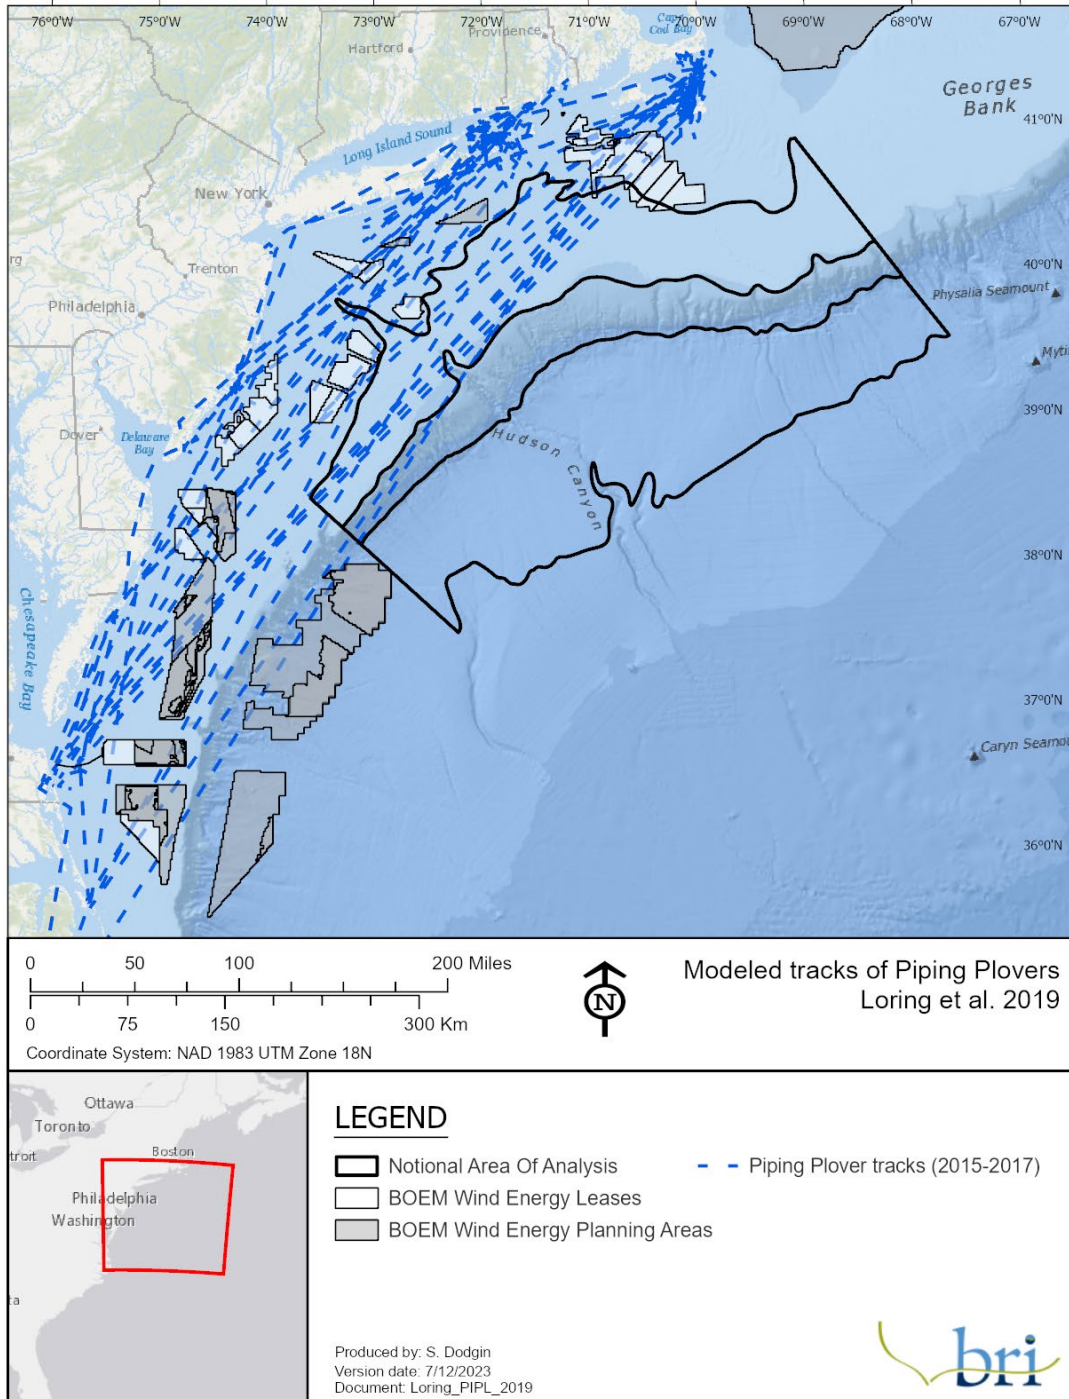 76°0'W 75°0'W 74°0'W 73°0'W 72°0'W 71°0'W 70°0'W 69°0'W 68°0'W 67°0'W
Cape
Cod Bay
Providence
Hartford
Georges
Bank
41°0'N
Long Island Sound
New York
rg
Trenton
40°0'N
Philadelphia
Physalia Seamount
Myti
39°0'N
Dover
Delaware
Bay
Hudson Canyon
38°0'N
Chesapeake Bay
37°0'N
Caryn Seamou
36°0'N
0 50 100 200 Miles
0 75 150 300 Km
Coordinate System: NAD 1983 UTM Zone 18N
N
Modeled tracks of Piping Plovers
Loring et al. 2019
Ottawa
Toronto
troit
Boston
Philadelphia
Washington
ta
LEGEND
Notional Area Of Analysis
Piping Plover tracks (2015-2017)
BOEM Wind Energy Leases
BOEM Wind Energy Planning Areas
Produced by: S. Dodgin
Version date: 7/12/2023
Document: Loring_PIPL_2019
bri